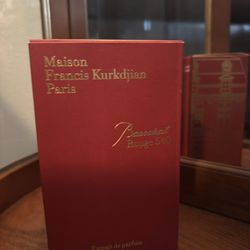 Maison
Francis Kurkdjian
Paris
Baccarat
Rouge 540
Extrait de parfum